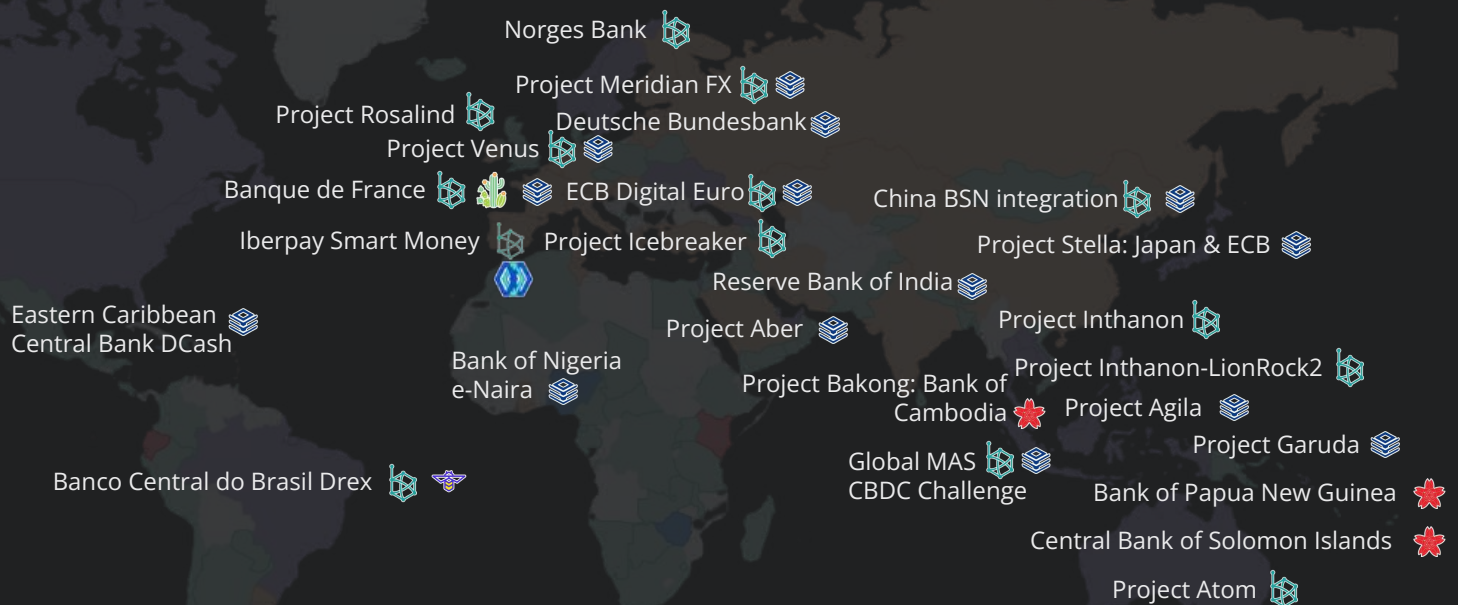 Norges Bank
Project Meridian FX
Project Rosalind
Deutsche Bundesbank
Project Venus
Banque de France
ECB Digital Euro
China BSN integration
Iberpay Smart Money
Project Icebreaker
Project Stella: Japan & ECB
Reserve Bank of India
Eastern Caribbean
Central Bank DCash
Project Aber
Project Inthanon
Bank of Nigeria
e-Naira
Project Inthanon-LionRock2
Project Bakong: Bank of
Cambodia
Project Agila
Project Garuda
Banco Central do Brasil Drex
Global MAS
CBDC Challenge
Bank of Papua New Guinea
Central Bank of Solomon Islands
Project Atom